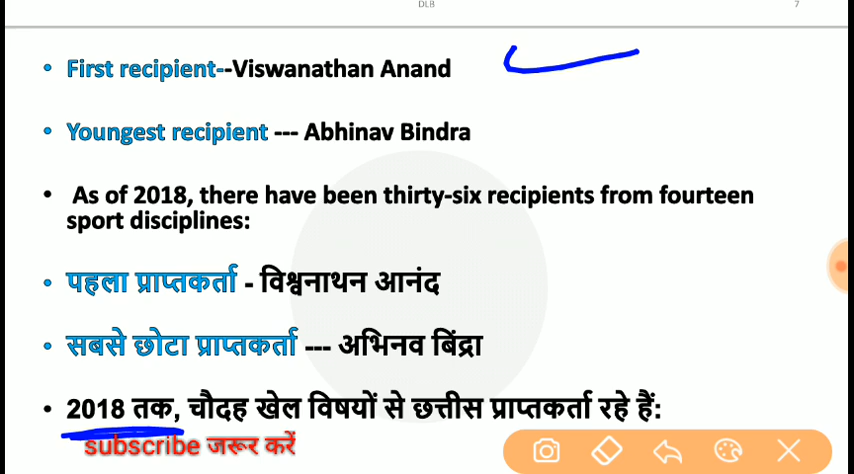 DLB
7
• First recipient--Viswanathan Anand
• Youngest recipient --- Abhinav Bindra
• As of 2018, there have been thirty-six recipients from fourteen
sport disciplines:
• पहला प्राप्तकर्ता - विश्वनाथन आनंद
• सबसे छोटा प्राप्तकर्ता --- अभिनव बिंद्रा
• 2018 तक, चौदह खेल विषयों से छत्तीस प्राप्तकर्ता रहे हैं:
subscribe जरूर करें